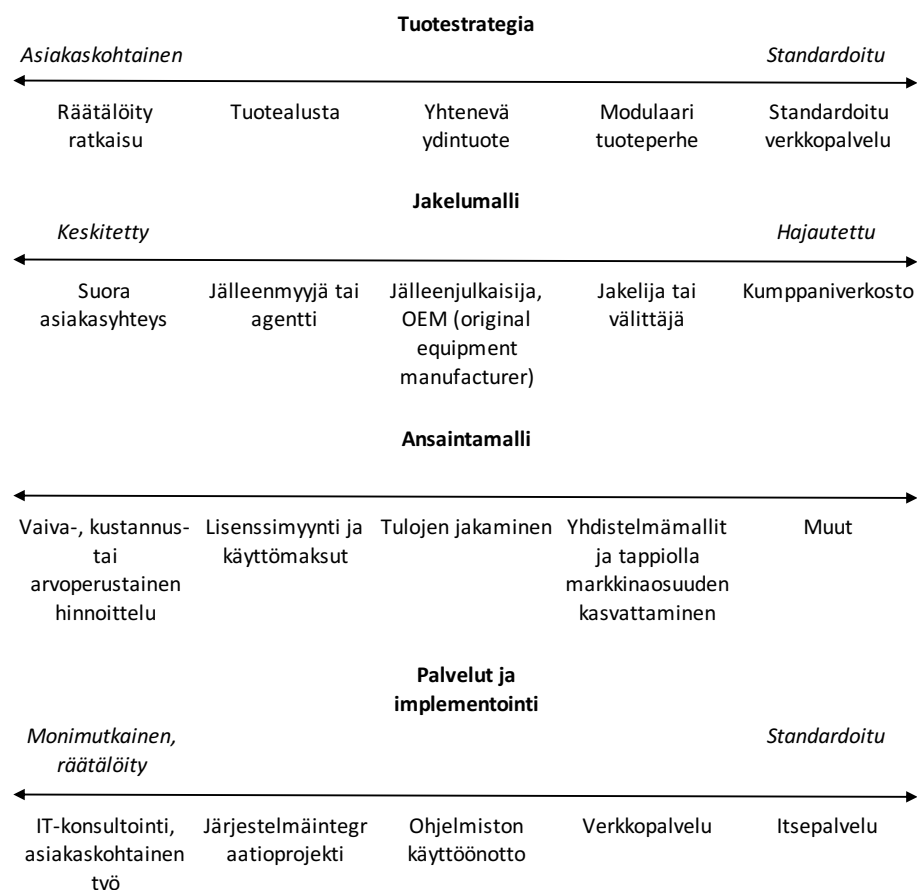 Tuotestrategia
Asiakaskohtainen Standardoitu
Räätälöity Tuotealusta Yhtenevä Modulaari Standardoitu
ratkaisu ydintuote tuoteperhe verkkopalvelu
Jakelumalli
Keskitetty Hajautettu
Suora Jälleenmyyjä tai Jälleenjulkaisija, Jakelija tai Kumppaniverkosto
asiakasyhteys agentti OEM (original välittäjä
equipment
manufacturer)
Ansaintamalli
Vaiva-, kustannus- Lisenssimyynti ja Tulojen jakaminen Yhdistelmämallit Muut
tai käyttömaksut ja tappiolla
arvoperustainen markkinaosuuden
hinnoittelu kasvattaminen
Palvelut ja
implementointi
Monimutkainen, Standardoitu
räätälöity
IT-konsultointi, Järjestelmäintegr Ohjelmiston Verkkopalvelu Itsepalvelu
asiakaskohtainen aatioprojekti käyttöönotto
työ